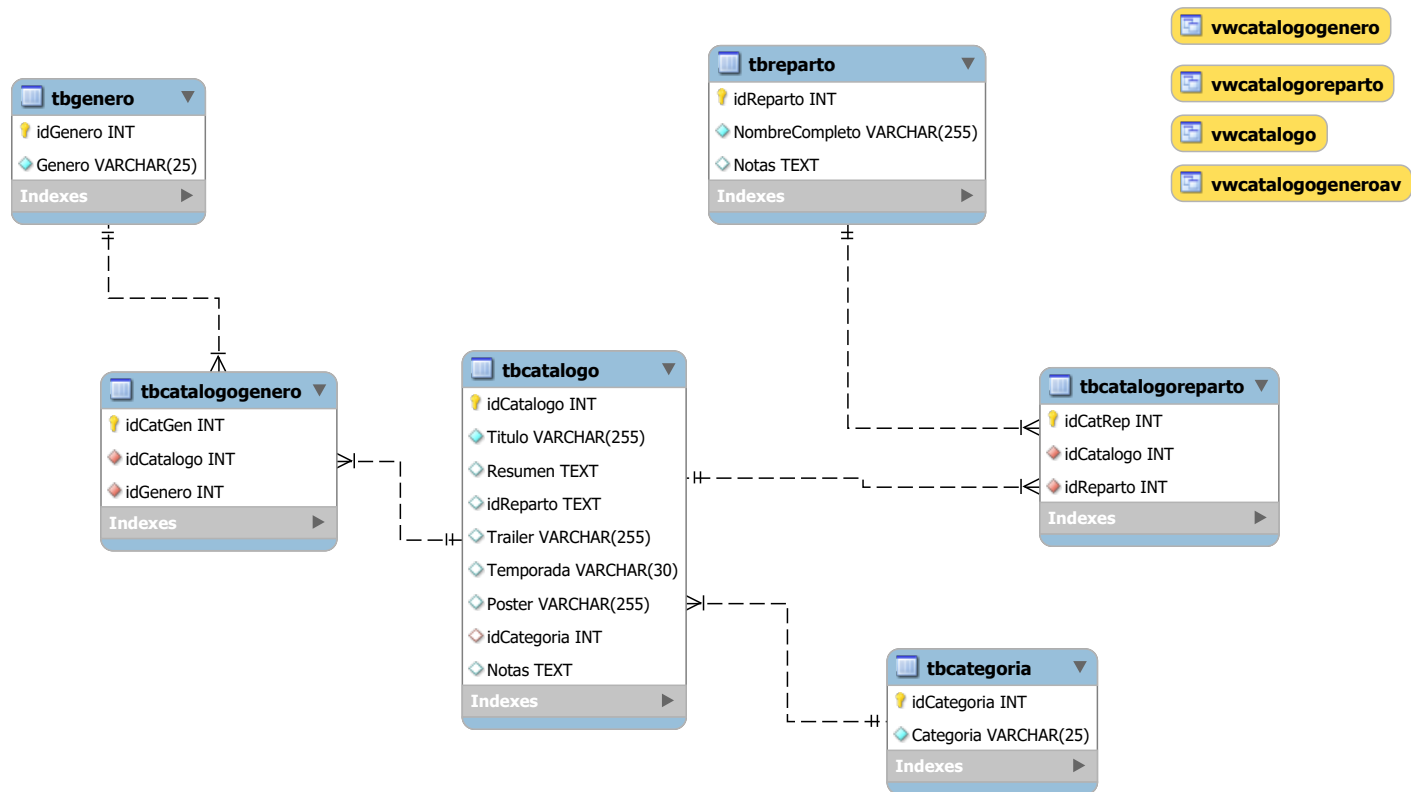 tbgenero
idGenero INT
Genero VARCHAR(25)
Indexes
tbreparto
idReparto INT
NombreCompleto VARCHAR(255)
Notas TEXT
Indexes
vwcatalogogenero
vwcatalogoreparto
vwcatalogo
vwcatalogogeneroav
tbcatalogogenero
idCatGen INT
idCatalogo INT
idGenero INT
Indexes
tbcatalogo
idCatalogo INT
Titulo VARCHAR(255)
Resumen TEXT
idReparto TEXT
Trailer VARCHAR(255)
Temporada VARCHAR(30)
Poster VARCHAR(255)
idCategoria INT
Notas TEXT
Indexes
tbcatalogoreparto
idCatRep INT
idCatalogo INT
idReparto INT
Indexes
tbcategoria
idCategoria INT
Categoria VARCHAR(25)
Indexes